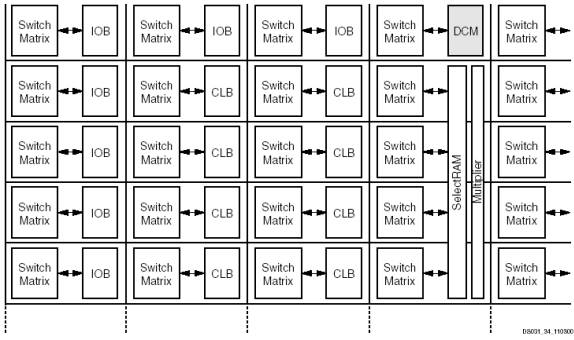 Switch Matrix IOB Switch Matrix IOB Switch Matrix IOB Switch Matrix DCM Switch Matrix
Switch Matrix IOB Switch Matrix CLB Switch Matrix CLB Switch Matrix Switch Matrix
Switch Matrix IOB Switch Matrix CLB Switch Matrix CLB Switch Matrix Switch Matrix
Switch Matrix IOB Switch Matrix CLB Switch Matrix CLB Switch Matrix Switch Matrix
Switch Matrix IOB Switch Matrix CLB Switch Matrix CLB Switch Matrix Switch Matrix
SelectRAM
Multiplier
DS031_34_110300